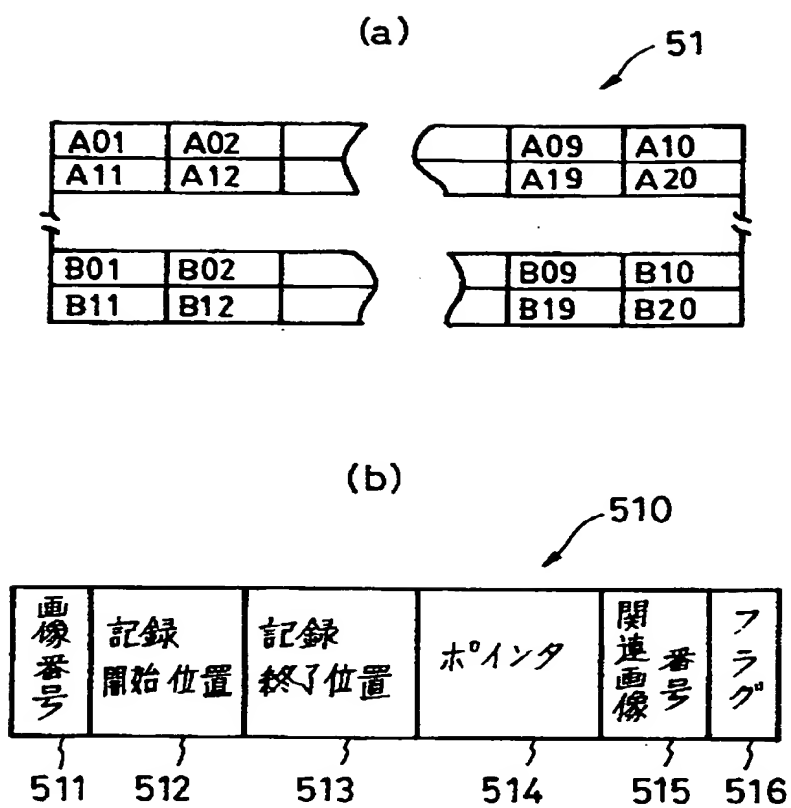 (a)
51
A01 A02 A09 A10
A11 A12 A19 A20
B01 B02 B09 B10
B11 B12 B19 B20
(b)
510
画像番号
記録
開始位置
記録
終了位置
ポインタ
関連画像
番号
フラグ
511 512 513 514 515 516